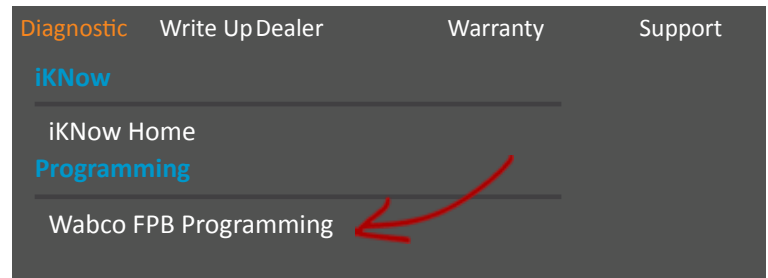 Diagnostic Write Up Dealer Warranty Support
iKNow
iKNow Home
Programming
Wabco FPB Programming